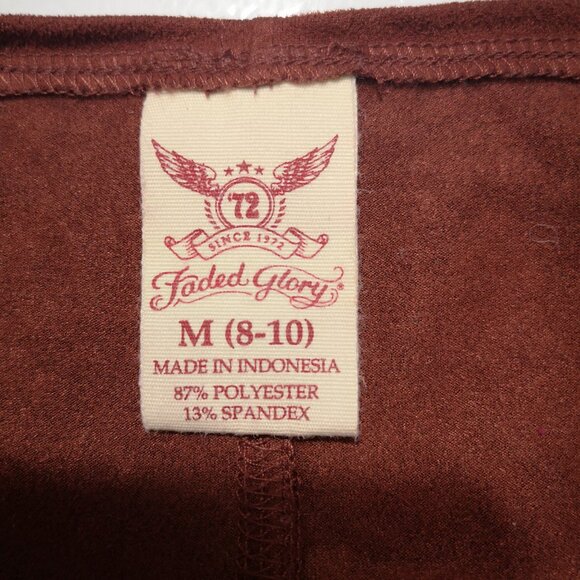 '72
SINCE 1972
Faded Glory®
M (8-10)
MADE IN INDONESIA
87% POLYESTER
13% SPANDEX